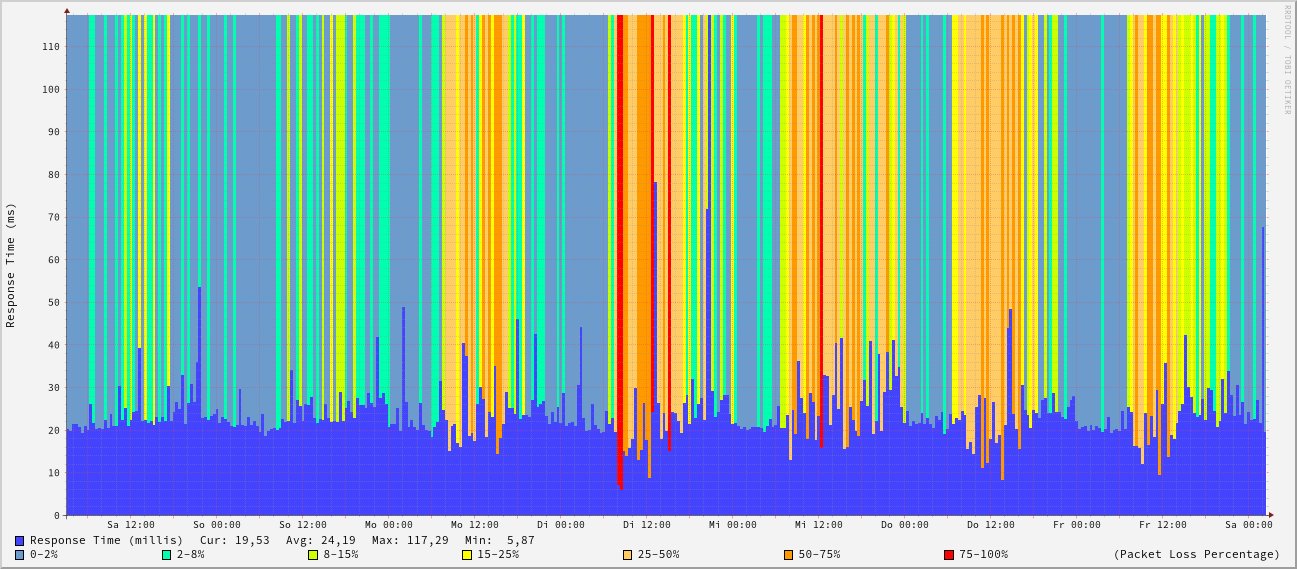 RRDTOOL / TOBI OETIKER
Response Time (ms)
110
100
90
80
70
60
50
40
30
20
10
0
Sa 12:00 So 00:00 So 12:00 Mo 00:00 Mo 12:00 Di 00:00 Di 12:00 Mi 00:00 Mi 12:00 Do 00:00 Do 12:00 Fr 00:00 Fr 12:00 Sa 00:00
Response Time (millis) Cur: 19,53 Avg: 24,19 Max: 117,29 Min: 5,87
0-2% 2-8% 8-15% 15-25% 25-50% 50-75% 75-100% (Packet Loss Percentage)